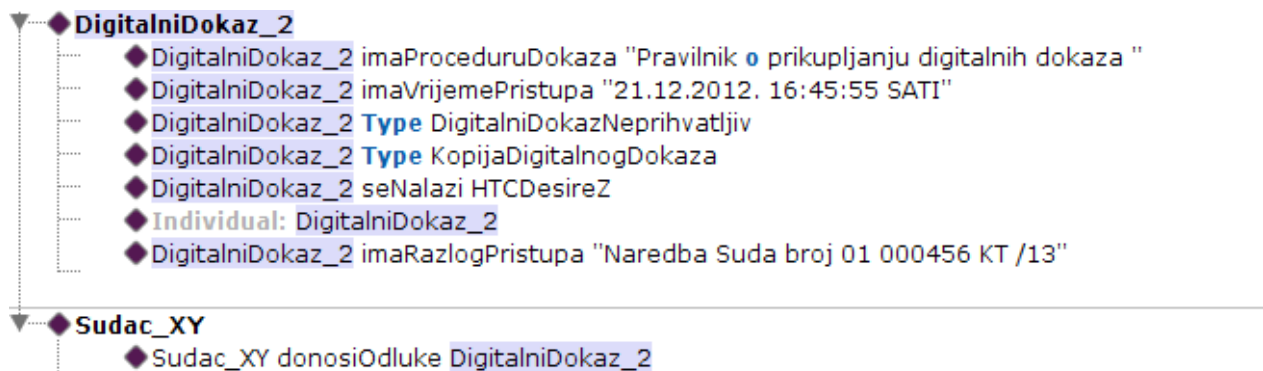 DigitalniDokaz_2
DigitalniDokaz_2 imaProceduruDokaza "Pravilnik o prikupljanju digitalnih dokaza "
DigitalniDokaz_2 imaVrijemePristupa "21.12.2012. 16:45:55 SATI"
DigitalniDokaz_2 Type DigitalniDokazNeprihvatljiv
DigitalniDokaz_2 Type KopijaDigitalnogDokaza
DigitalniDokaz_2 seNalazi HTCDesireZ
Individual: DigitalniDokaz_2
DigitalniDokaz_2 imaRazlogPristupa "Naredba Suda broj 01 000456 KT /13"
Sudac_XY
Sudac_XY donosiOdluke DigitalniDokaz_2